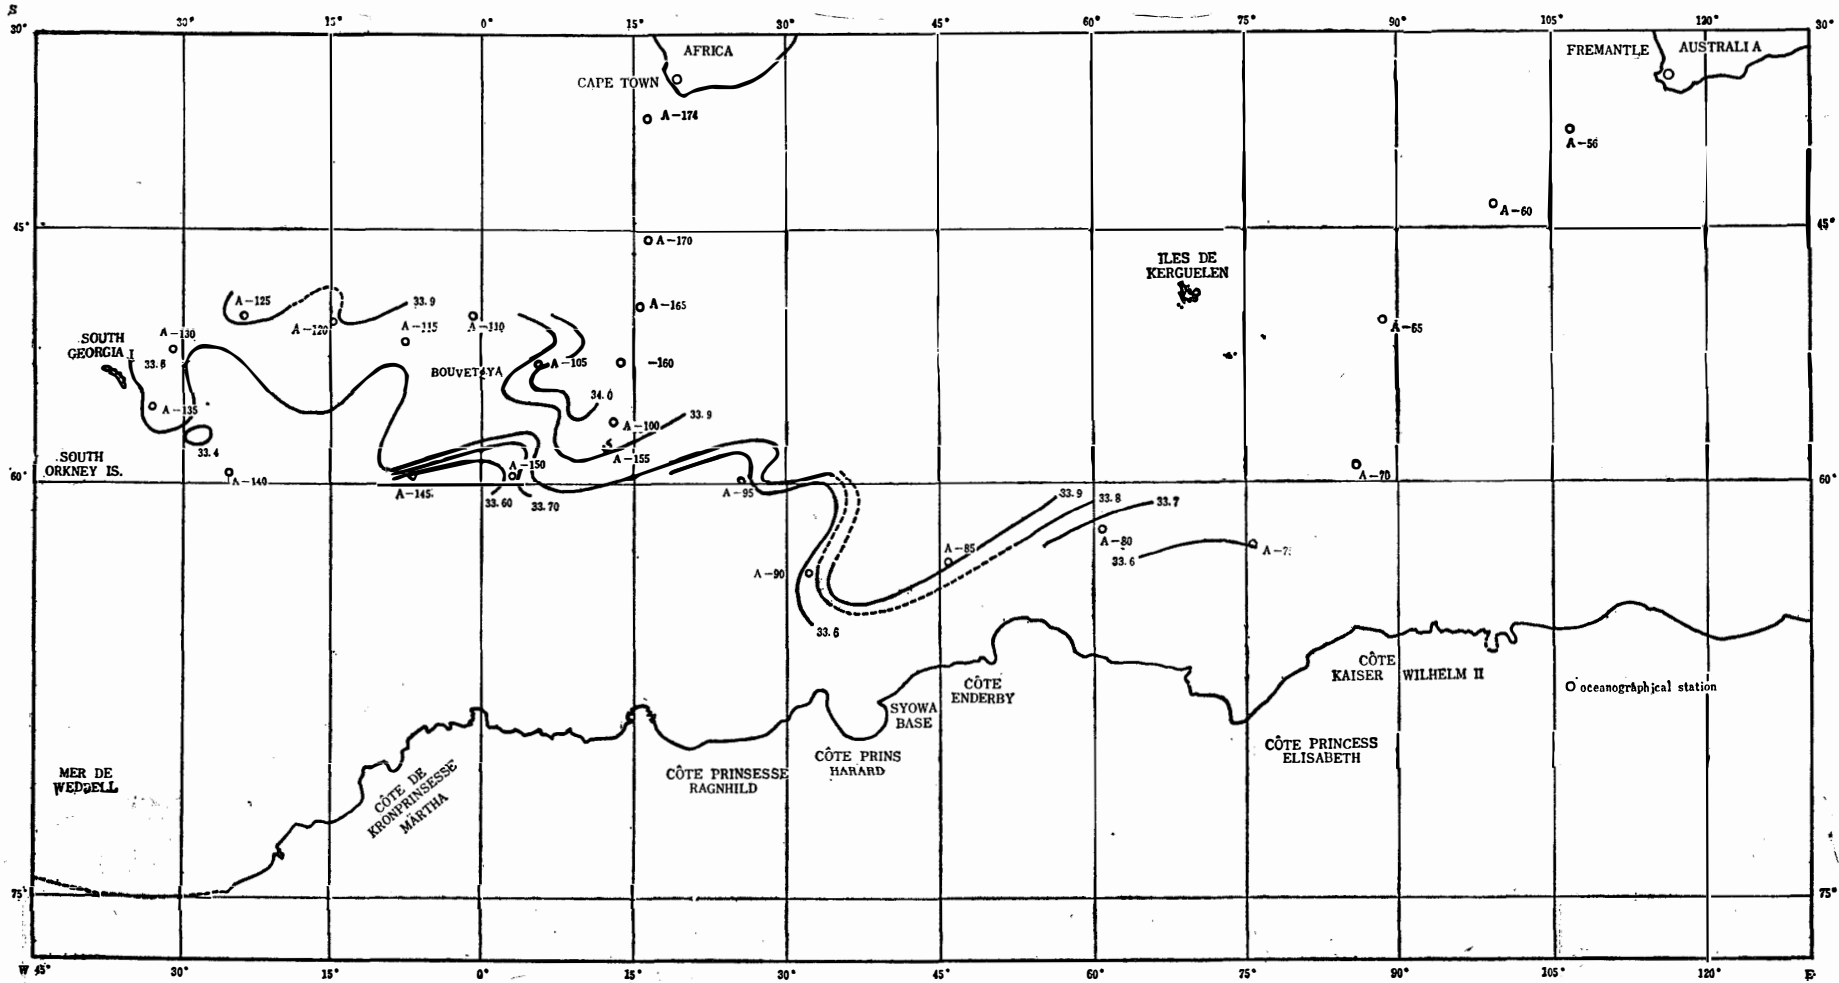 S
30° 15° 0° 15° 30° 45° 60° 75° 90° 105° 120° 30°
30°
AFRICA
FREMANTLE AUSTRALIA
CAPE TOWN
A-174
A-56
A-60
45° 45°
A-170
ILES DE
KERGUELEN
A-125 33.9 A-165
A-130 A-120 A-115 A-110 A-65
SOUTH
GEORGIA I
BOUVETØYA A-105 -160
34.0
A-135 33.9
A-100
33.4
A-155
SOUTH
ORKNEY IS.
A-150
60° A-140 A-70 60°
A-145 A-95
33.60 33.70
33.9 33.8 33.7
A-80
A-85
33.6
A-90
33.6
CÔTE
KAISER WILHELM II
CÔTE
ENDERBY
SYOWA
BASE
O oceanographical station
CÔTE PRINCESS
ELISABETH
CÔTE PRINS
HARARD
CÔTE PRINSESSE
RAGNHILD
MER DE
WEDDELL
CÔTE DE
KRONPRINSESSE
MÄRTHA
75° 75°
W 45° 30° 15° 0° 15° 30° 45° 60° 75° 90° 105° 120° E